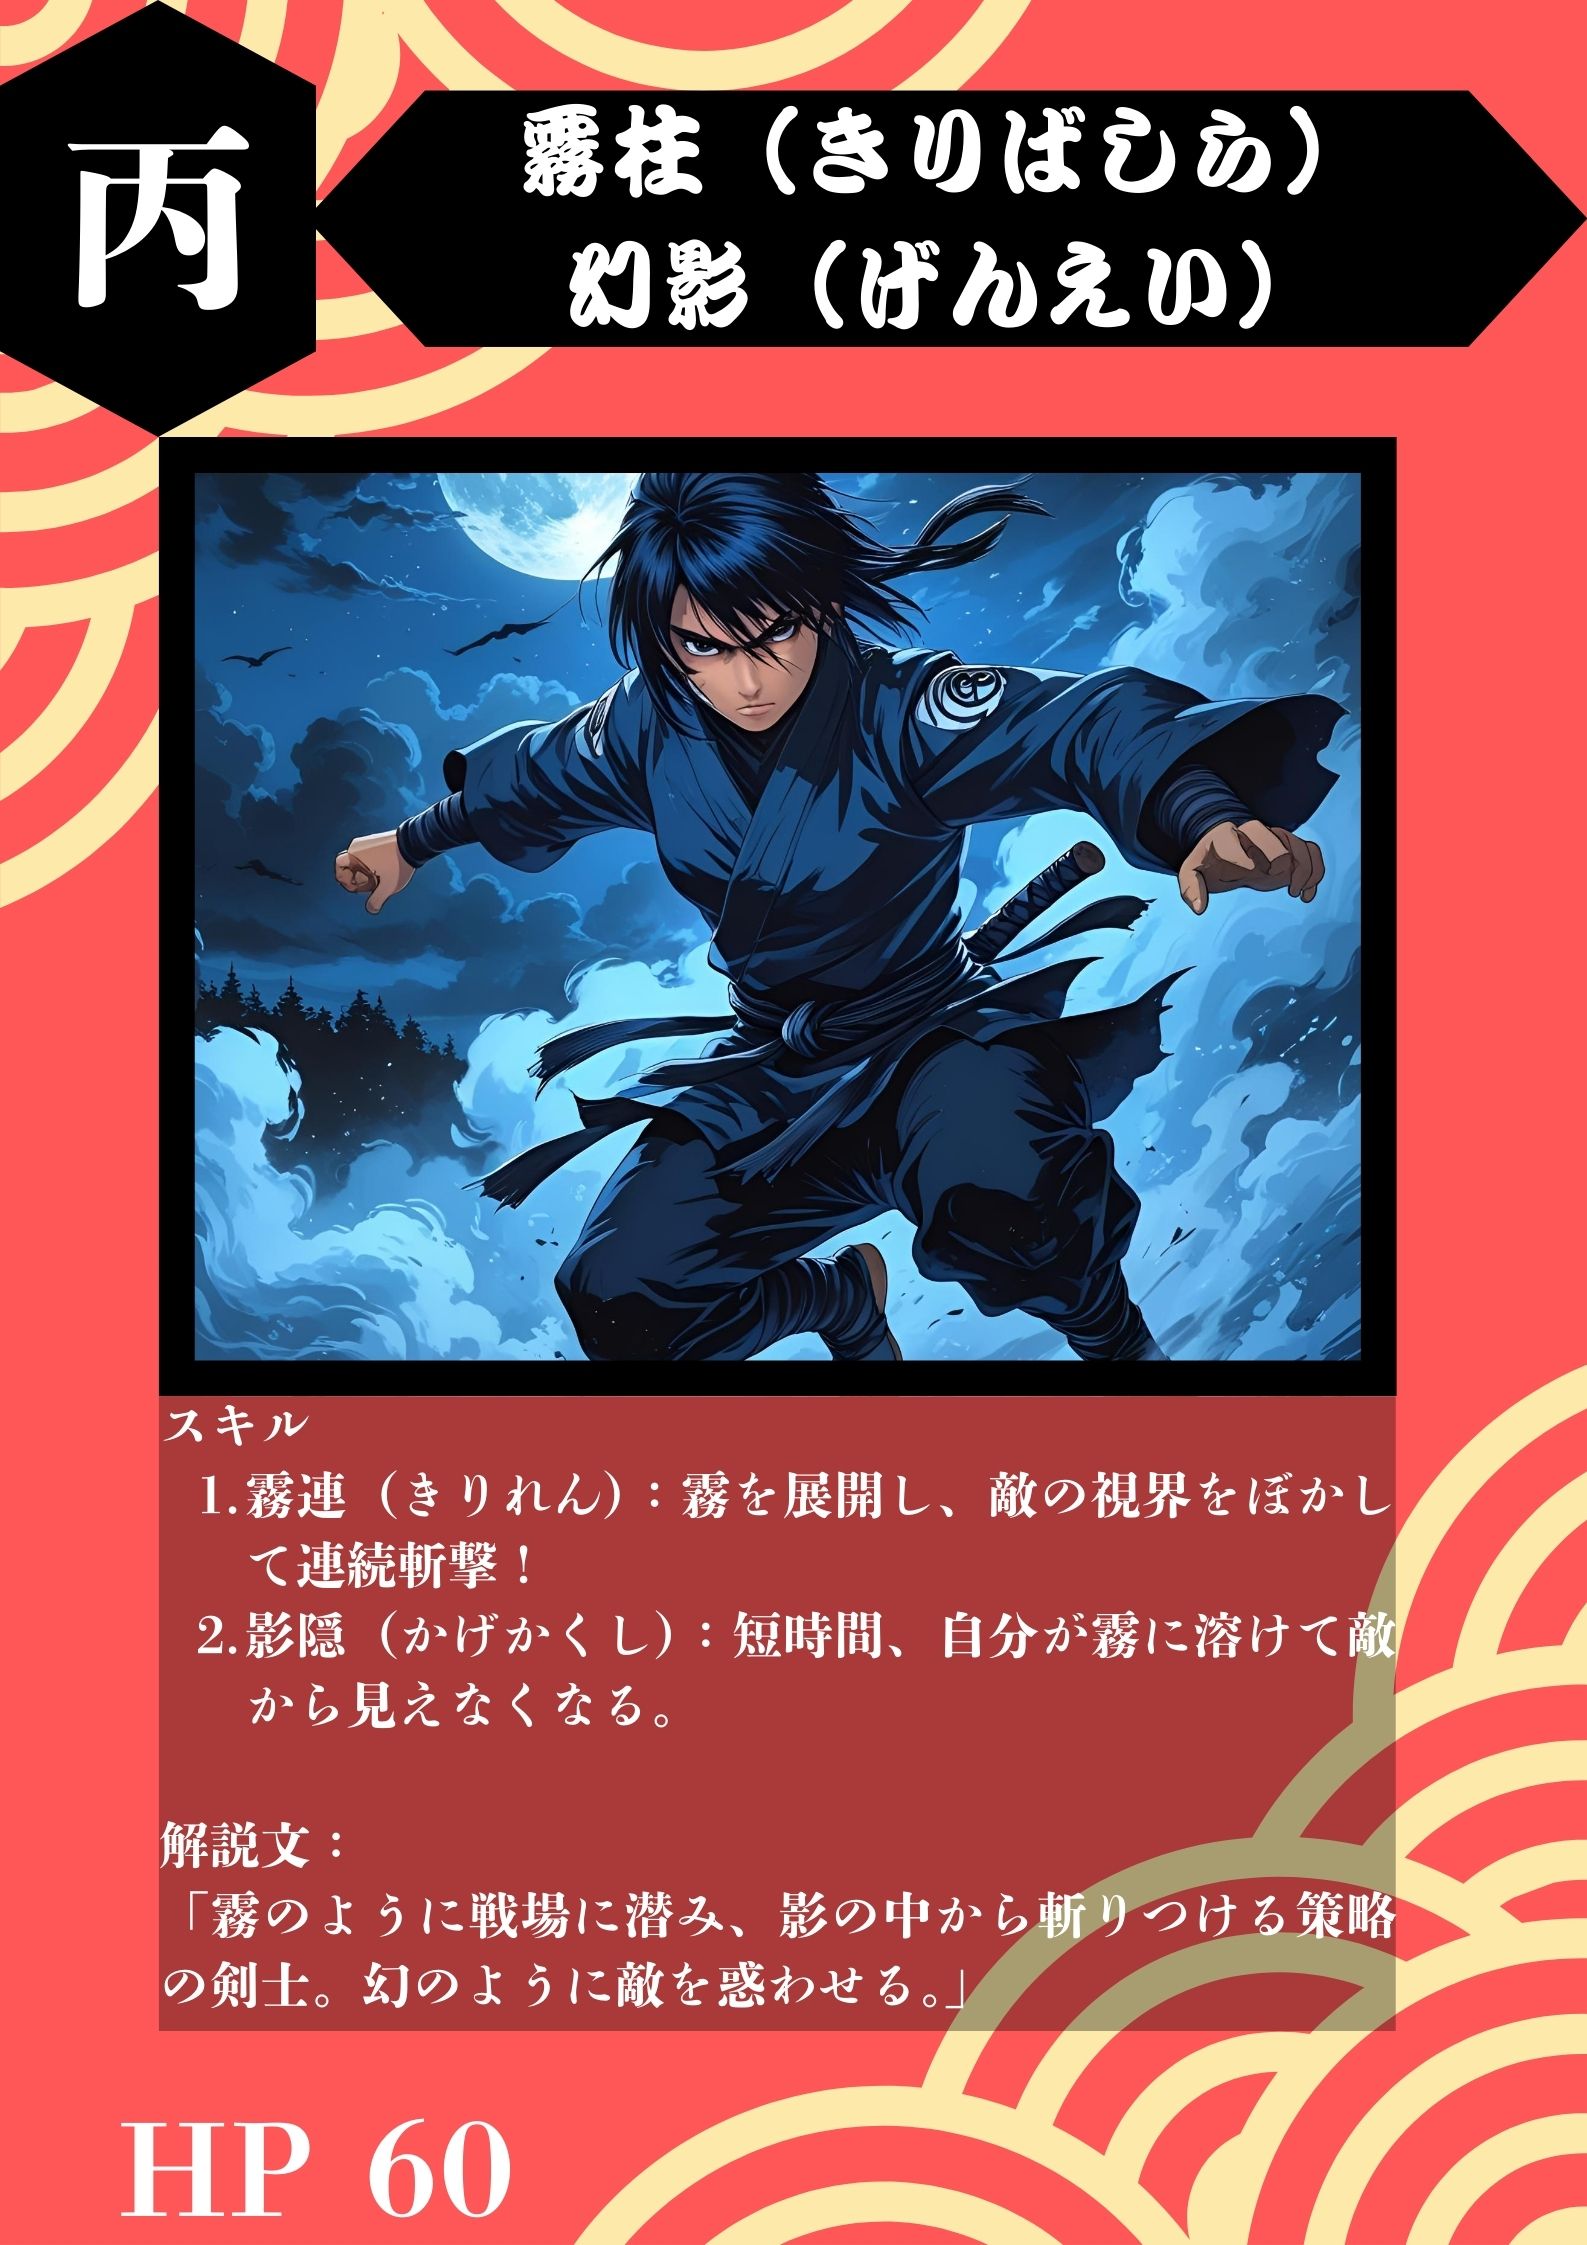 丙
霧柱（きりばしら）
幻影（げんえい）
スキル
1. 霧連（きりれん）：霧を展開し、敵の視界をぼかし
て連続斬撃！
2. 影隠（かげかくし）：短時間、自分が霧に溶けて敵
から見えなくなる。
解説文：
「霧のように戦場に潜み、影の中から斬りつける策略
の剣士。幻のように敵を惑わせる。」
HP 60